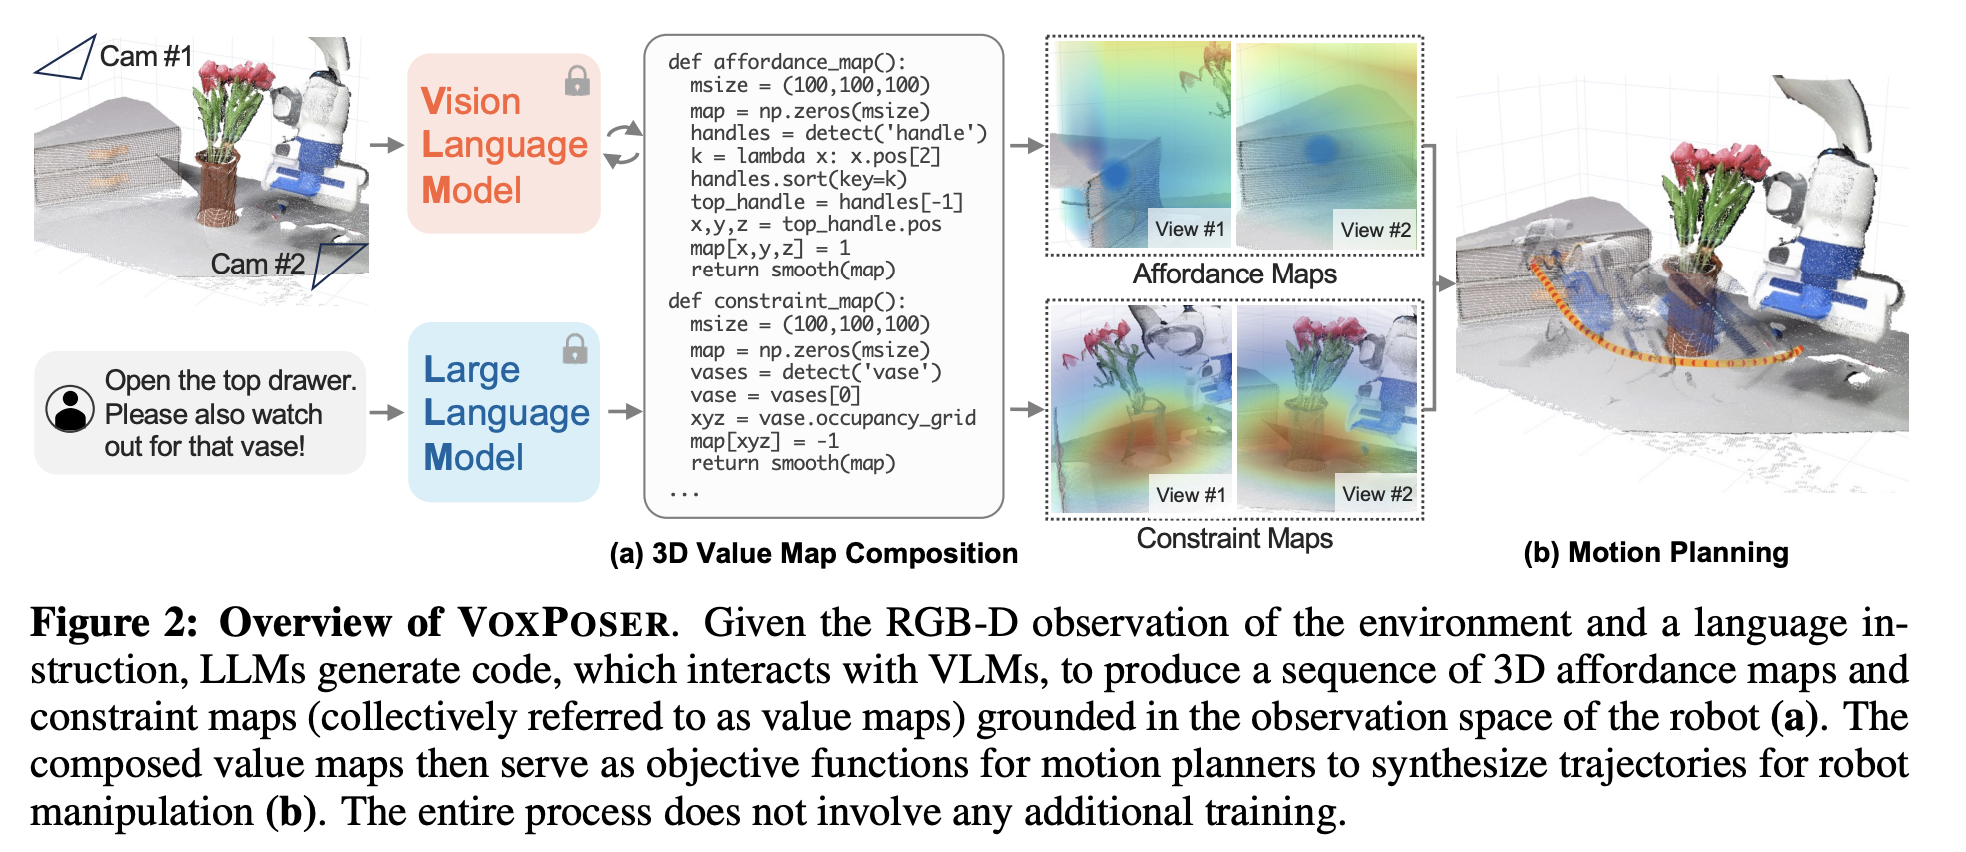 Cam #1
Cam #2
Open the top drawer.
Please also watch
out for that vase!
Vision
Language
Model
Large
Language
Model
def affordance_map():
  msize = (100,100,100)
  map = np.zeros(msize)
  handles = detect('handle')
  k = lambda x: x.pos[2]
  handles.sort(key=k)
  top_handle = handles[-1]
  x,y,z = top_handle.pos
  map[x,y,z] = 1
  return smooth(map)
def constraint_map():
  msize = (100,100,100)
  map = np.zeros(msize)
  vases = detect('vase')
  vase = vases[0]
  xyz = vase.occupancy_grid
  map[xyz] = -1
  return smooth(map)
...
View #1
View #2
Affordance Maps
View #1
View #2
Constraint Maps
(a) 3D Value Map Composition
(b) Motion Planning
Figure 2: Overview of VOXPOSER. Given the RGB-D observation of the environment and a language in-
struction, LLMs generate code, which interacts with VLMs, to produce a sequence of 3D affordance maps and
constraint maps (collectively referred to as value maps) grounded in the observation space of the robot (a). The
composed value maps then serve as objective functions for motion planners to synthesize trajectories for robot
manipulation (b). The entire process does not involve any additional training.